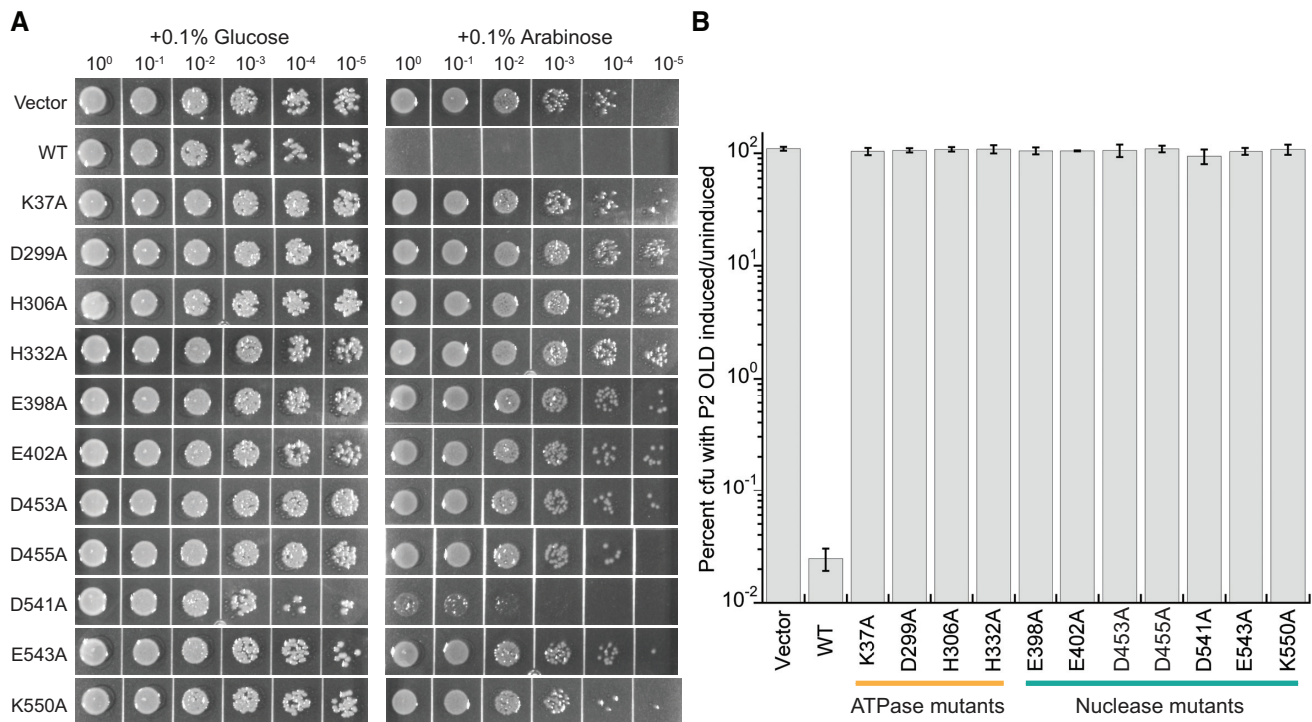 A
+0.1% Glucose
+0.1% Arabinose
10⁰ 10⁻¹ 10⁻² 10⁻³ 10⁻⁴ 10⁻⁵
10⁰ 10⁻¹ 10⁻² 10⁻³ 10⁻⁴ 10⁻⁵
Vector
WT
K37A
D299A
H306A
H332A
E398A
E402A
D453A
D455A
D541A
E543A
K550A
B
Percent cfu with P2 OLD induced/uninduced
10²
10¹
10⁰
10⁻¹
10⁻²
Vector
WT
K37A
D299A
H306A
H332A
E398A
E402A
D453A
D455A
D541A
E543A
K550A
ATPase mutants
Nuclease mutants